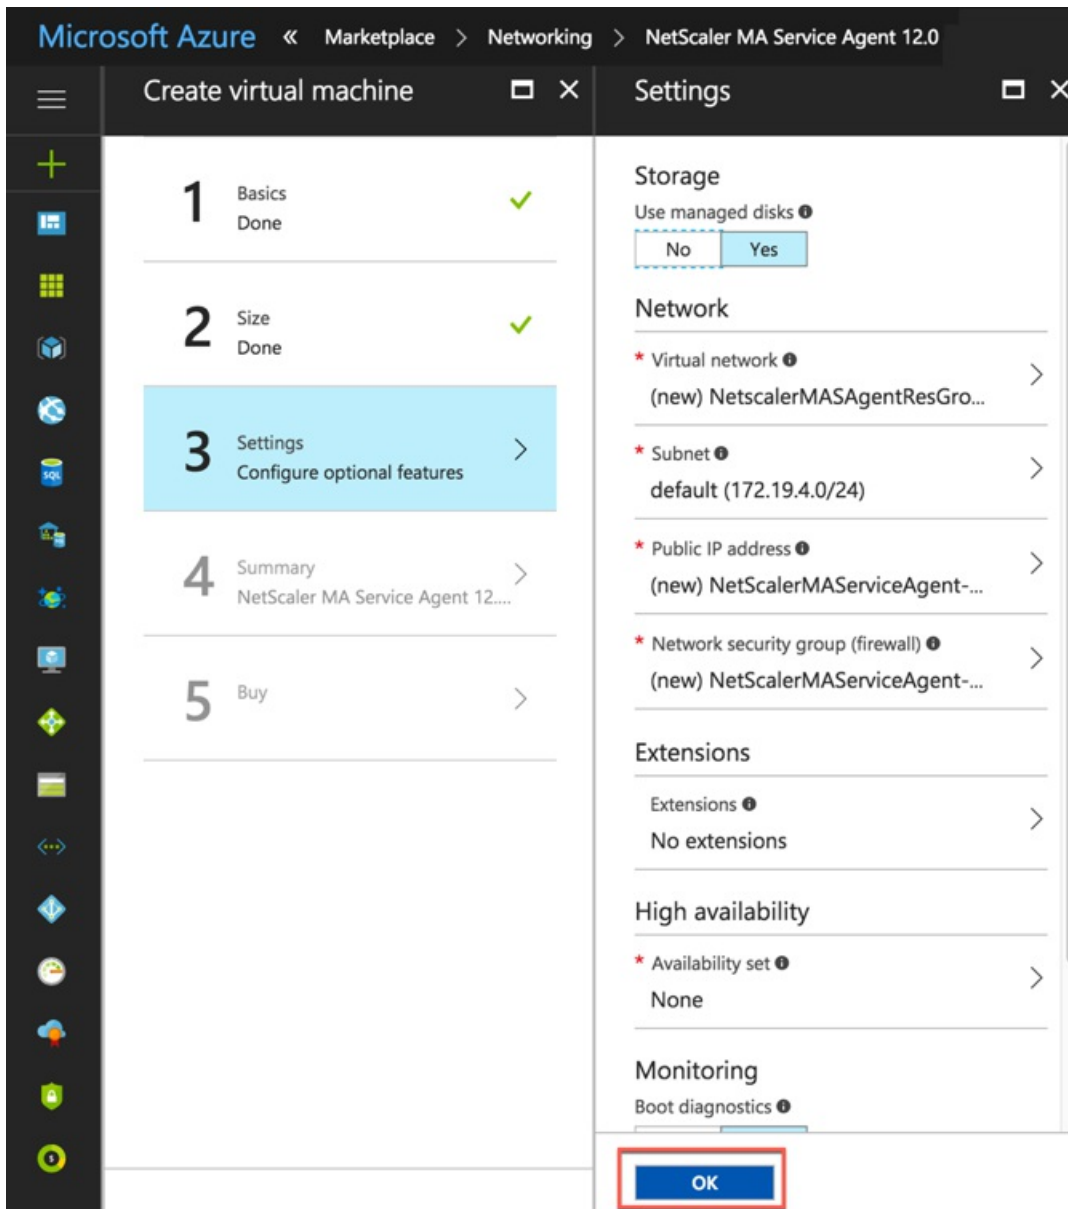 Microsoft Azure « Marketplace > Networking > NetScaler MA Service Agent 12.0
Create virtual machine
1
Basics
Done
2
Size
Done
3
Settings
Configure optional features
4
Summary
NetScaler MA Service Agent 12....
5
Buy
Settings
Storage
Use managed disks
No Yes
Network
* Virtual network
(new) NetscalerMASAgentResGro...
* Subnet
default (172.19.4.0/24)
* Public IP address
(new) NetScalerMAServiceAgent-...
* Network security group (firewall)
(new) NetScalerMAServiceAgent-...
Extensions
Extensions
No extensions
High availability
* Availability set
None
Monitoring
Boot diagnostics
OK
SQL